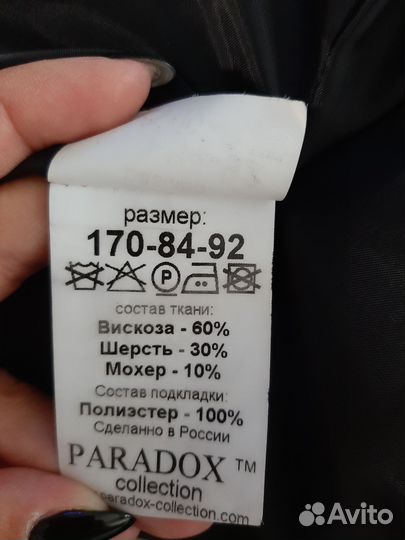 размер:
170-84-92
P
состав ткани:
Вискоза - 60%
Шерсть - 30%
Мохер - 10%
Состав подкладки:
Полиэстер - 100%
Сделанно в России
PARADOX ™
collection
paradox-collection.com
Avito